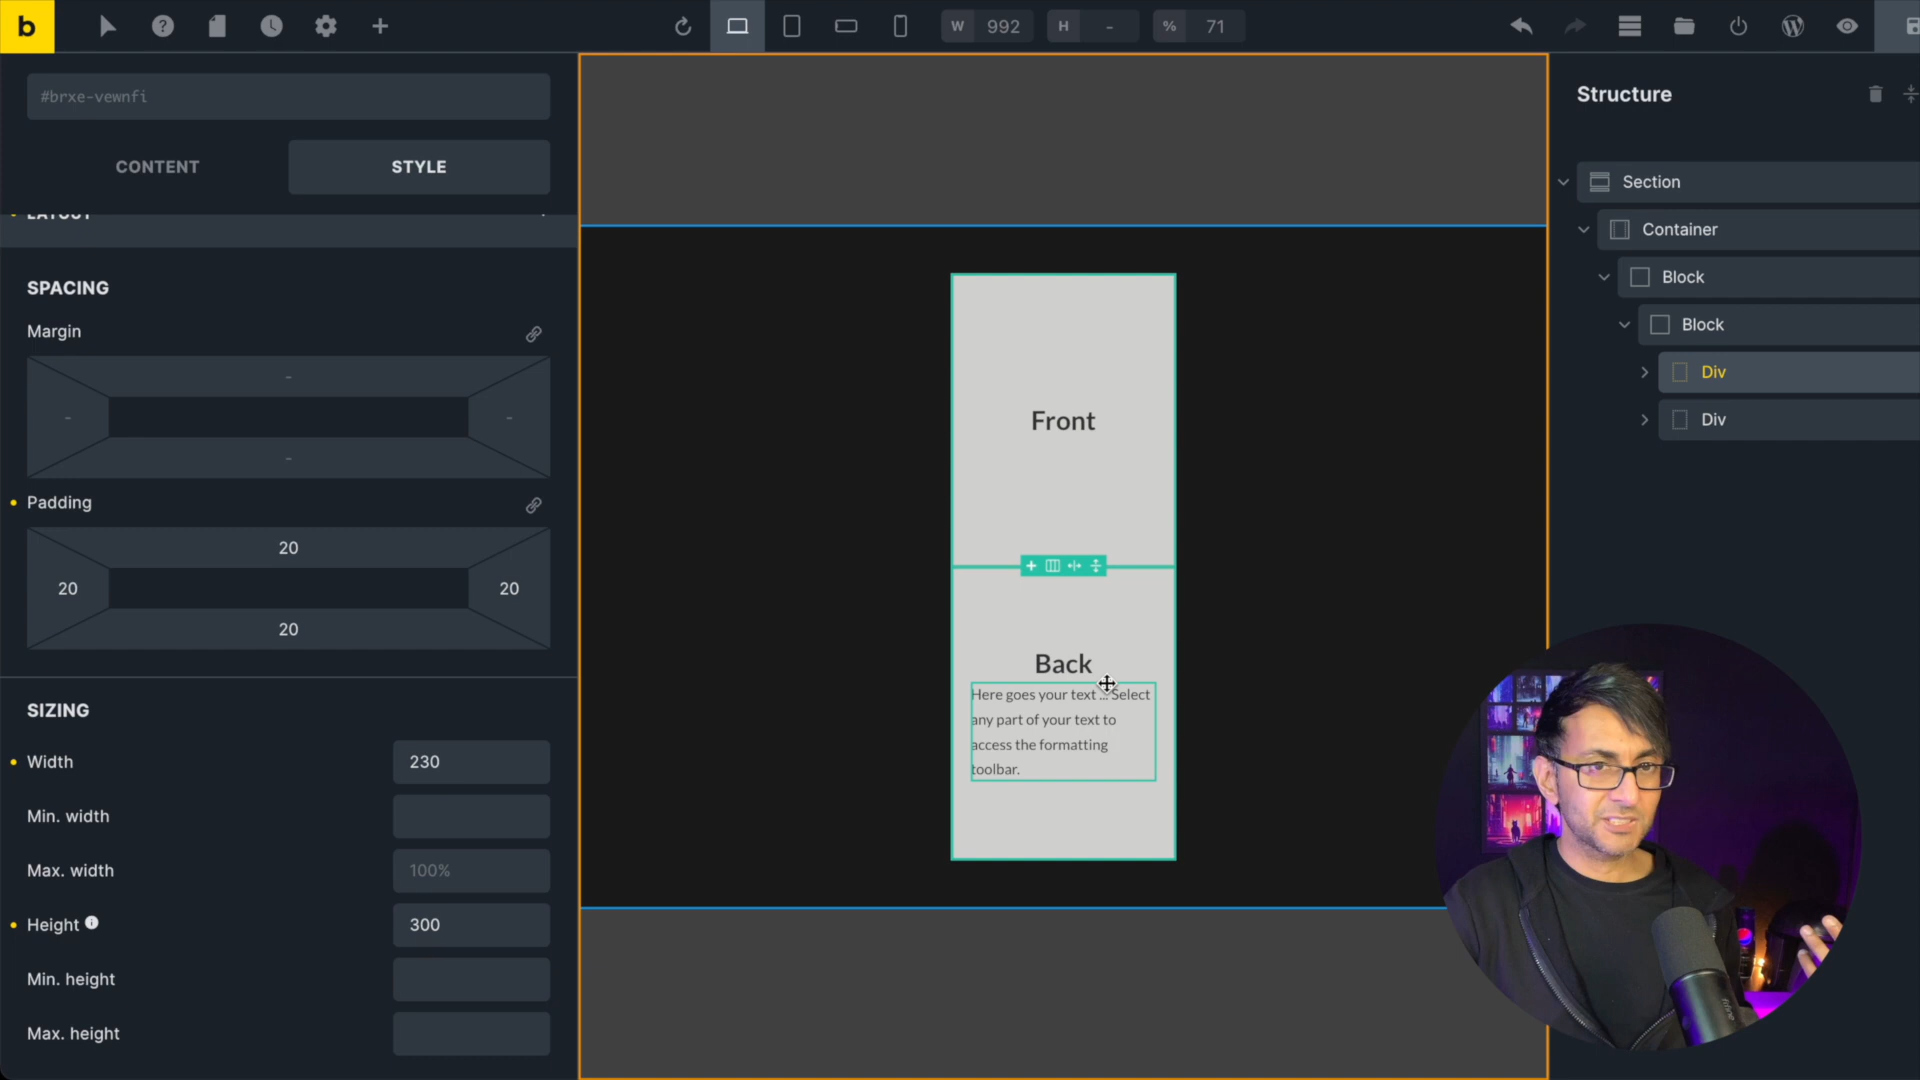 b
W 992 H - % 71
#brxe-vewnfi
CONTENT STYLE
LAYOUT
SPACING
Margin
-
- -
-
Padding
20
20 20
20
SIZING
Width 230
Min. width
Max. width 100%
Height 300
Min. height
Max. height
Front
Back
Here goes your text ... Select
any part of your text to
access the formatting
toolbar.
Structure
Section
Container
Block
Block
Div
Div
fifine